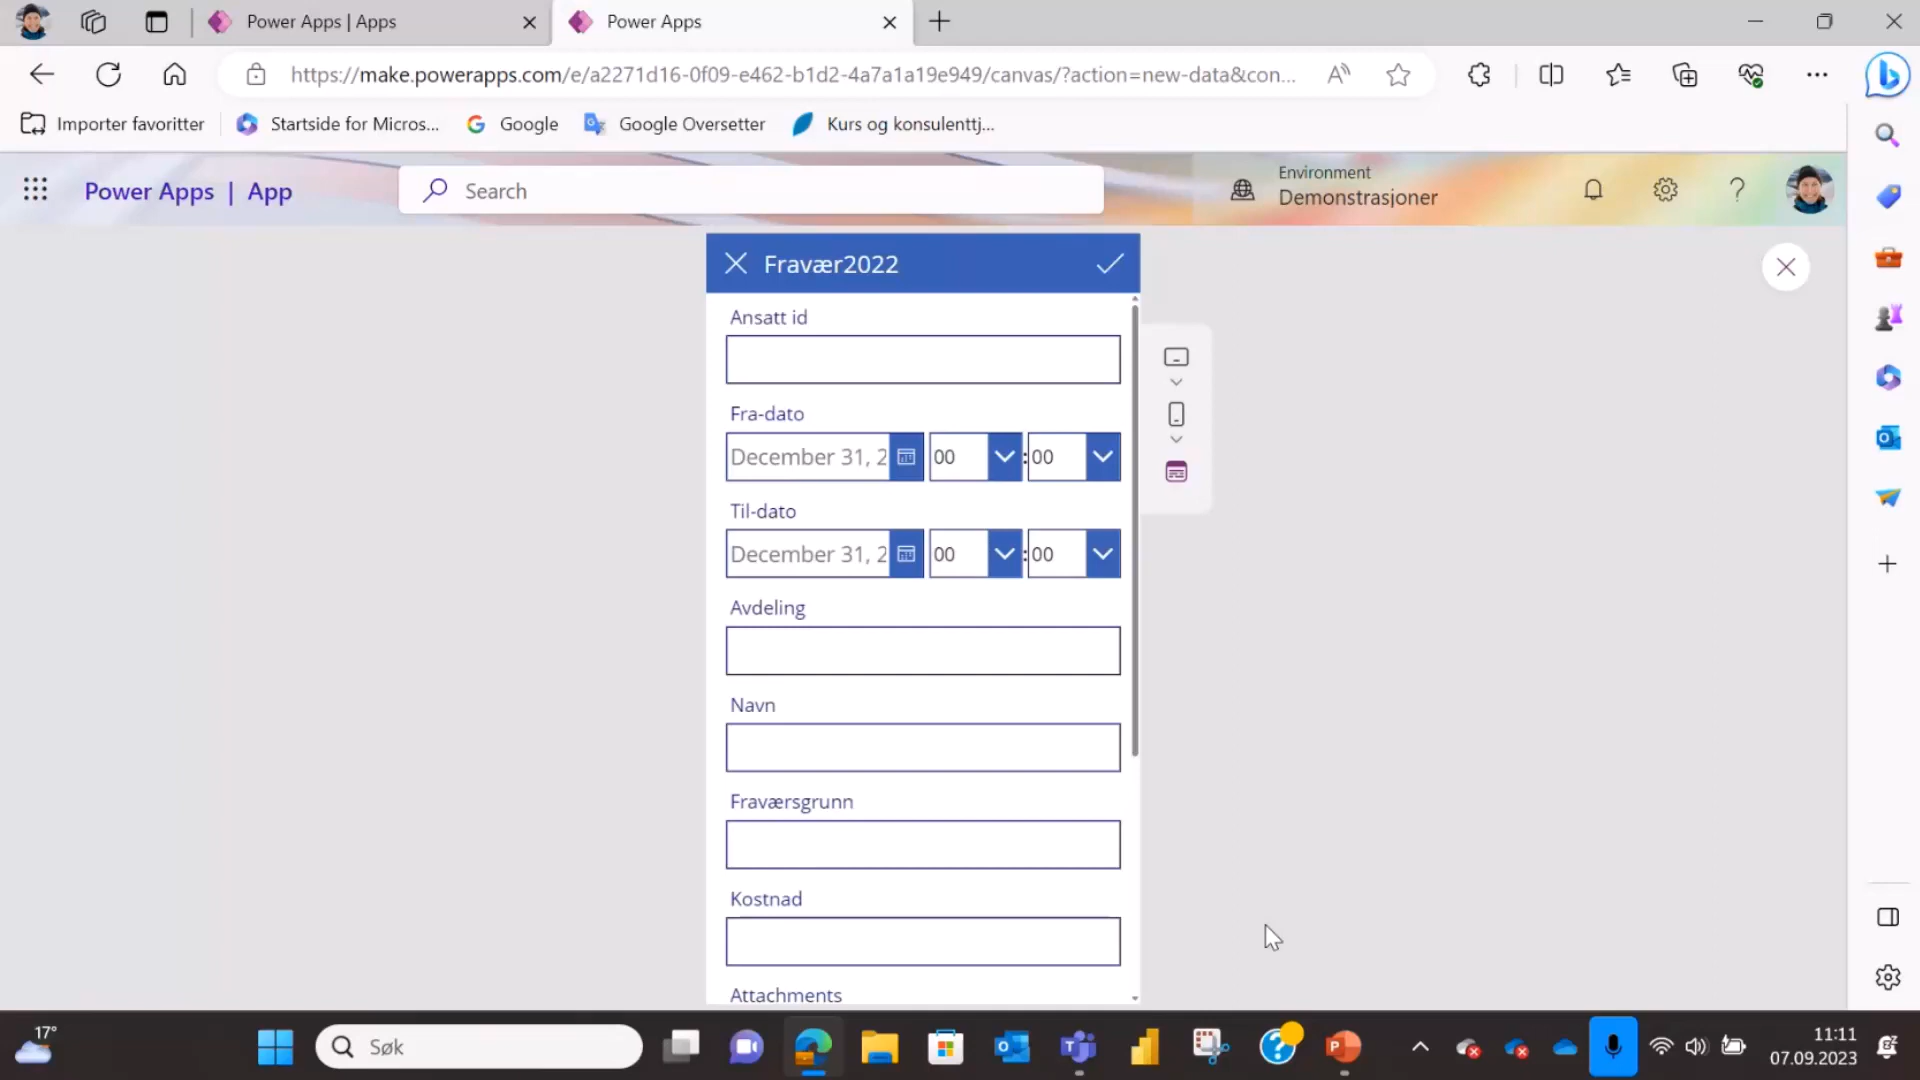 Power Apps | Apps
Power Apps
https://make.powerapps.com/e/a2271d16-0f09-e462-b1d2-4a7a1a19e949/canvas/?action=new-data&con...
Importer favoritter
Startside for Micros...
Google
Google Oversetter
Kurs og konsulenttj...
Power Apps | App
Search
Environment
Demonstrasjoner
Fravær2022
Ansatt id
Fra-dato
December 31, 2 00 :00
Til-dato
December 31, 2 00 :00
Avdeling
Navn
Fraværsgrunn
Kostnad
Attachments
17°
Søk
11:11
07.09.2023